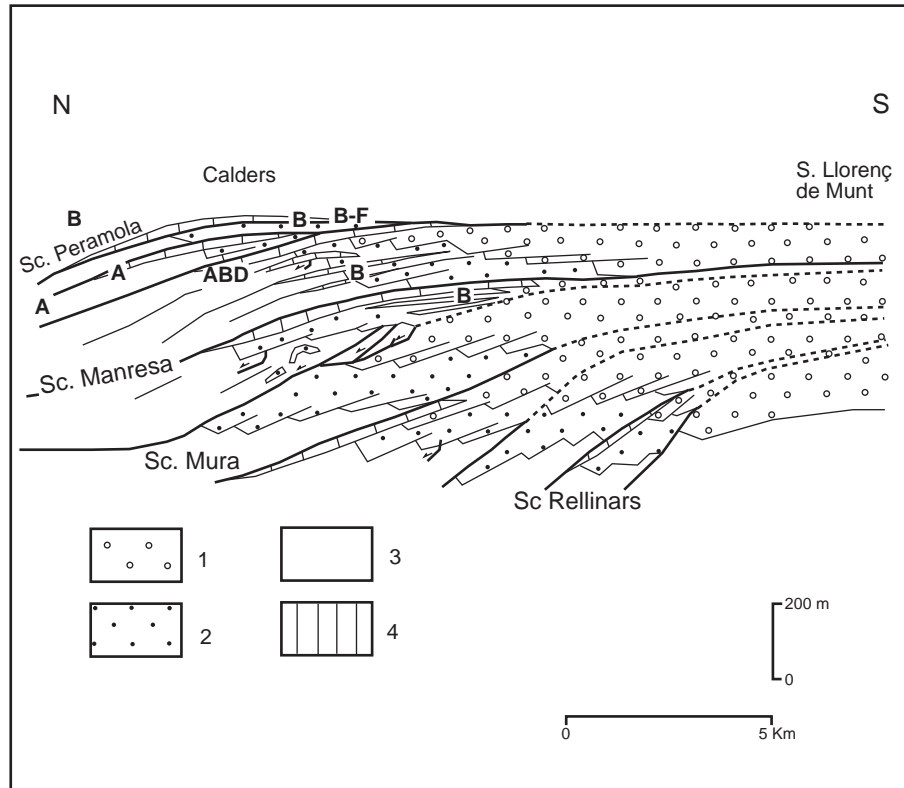 N
S
Calders
S. Llorenç
de Munt
B
B
B-F
Sc. Peramola
A
ABD
B
A
B
Sc. Manresa
Sc. Mura
Sc Rellinars
1
3
2
4
200 m
0
0
5 Km